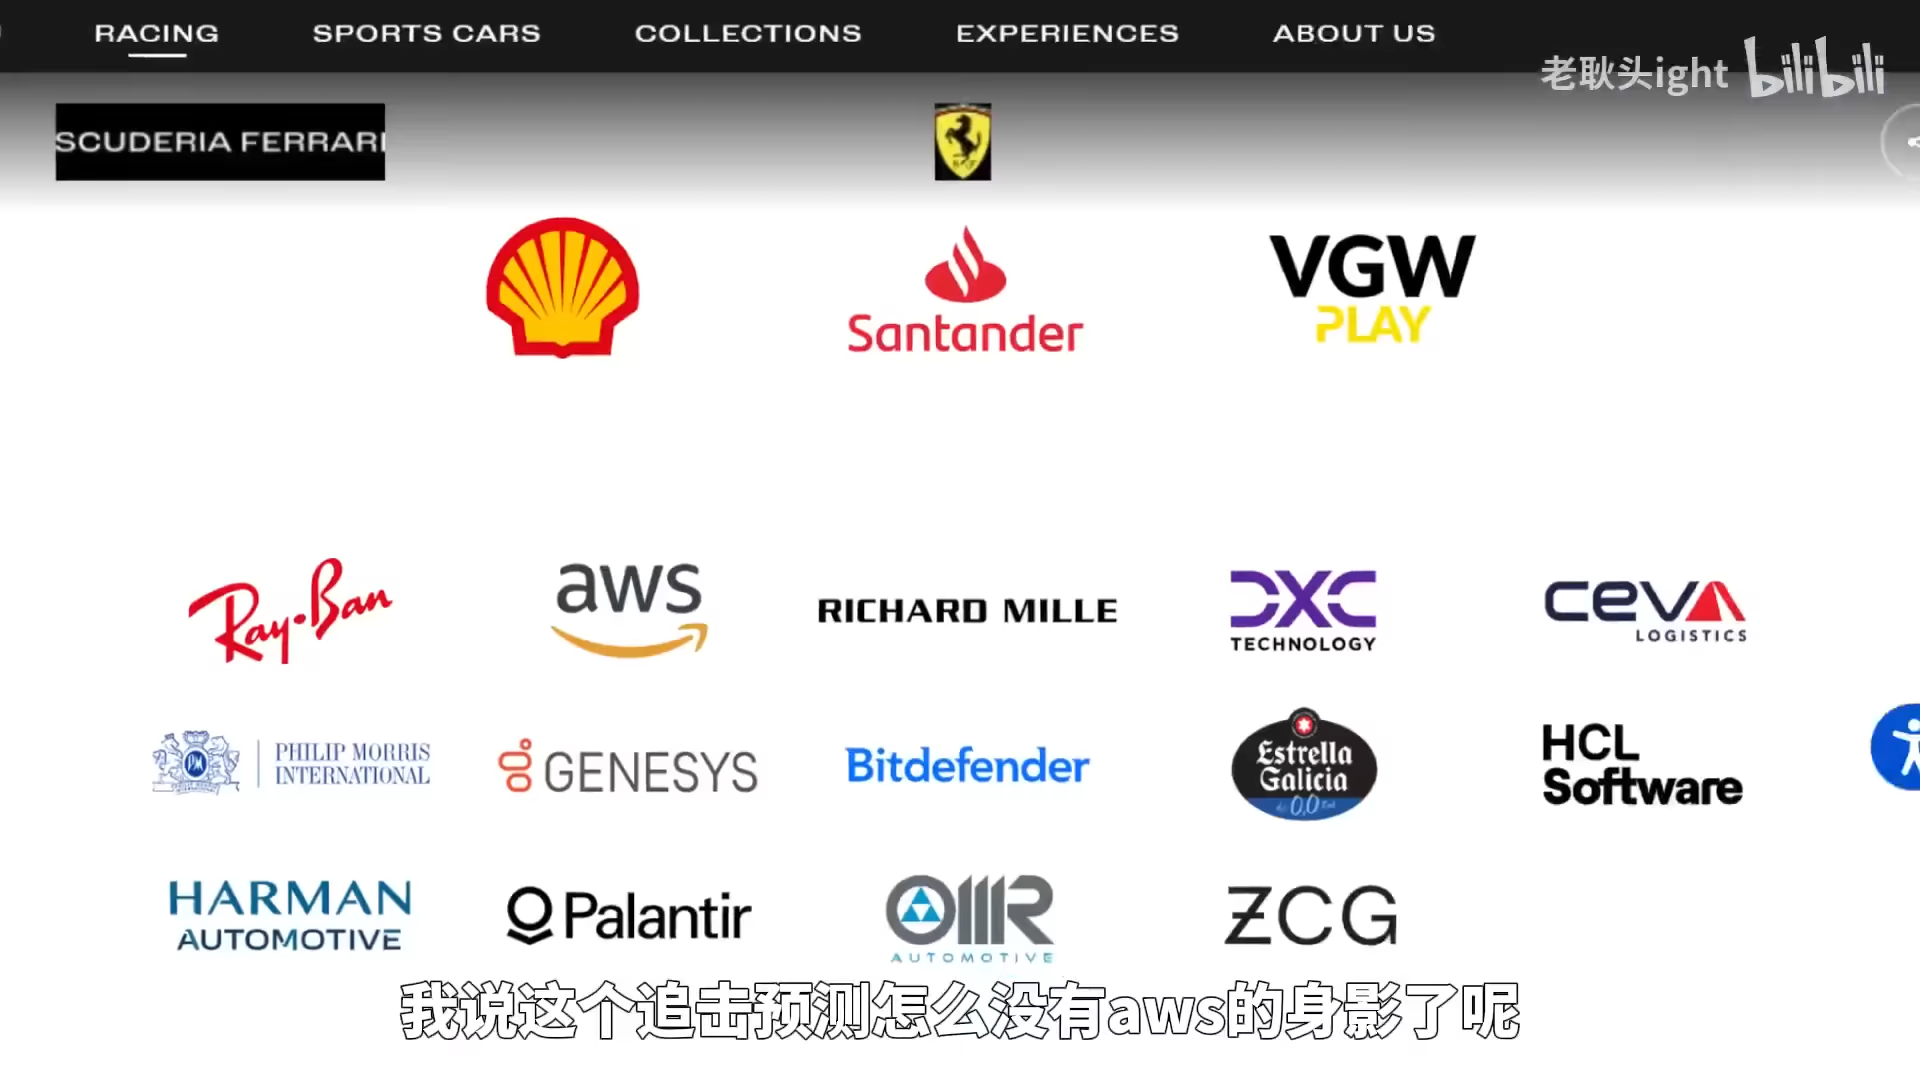 RACING SPORTS CARS COLLECTIONS EXPERIENCES ABOUT US
老耿头ight bilibili
SCUDERIA FERRARI
Santander
VGW
PLAY
Ray-Ban
aws
RICHARD MILLE
DXC
TECHNOLOGY
CEVA
LOGISTICS
PHILIP MORRIS
INTERNATIONAL
GENESYS
Bitdefender
Estrella
Galicia
0,0
HCL
Software
HARMAN
AUTOMOTIVE
Palantir
OMR
AUTOMOTIVE
ZCG
我说这个追击预测怎么没有aws的身影了呢